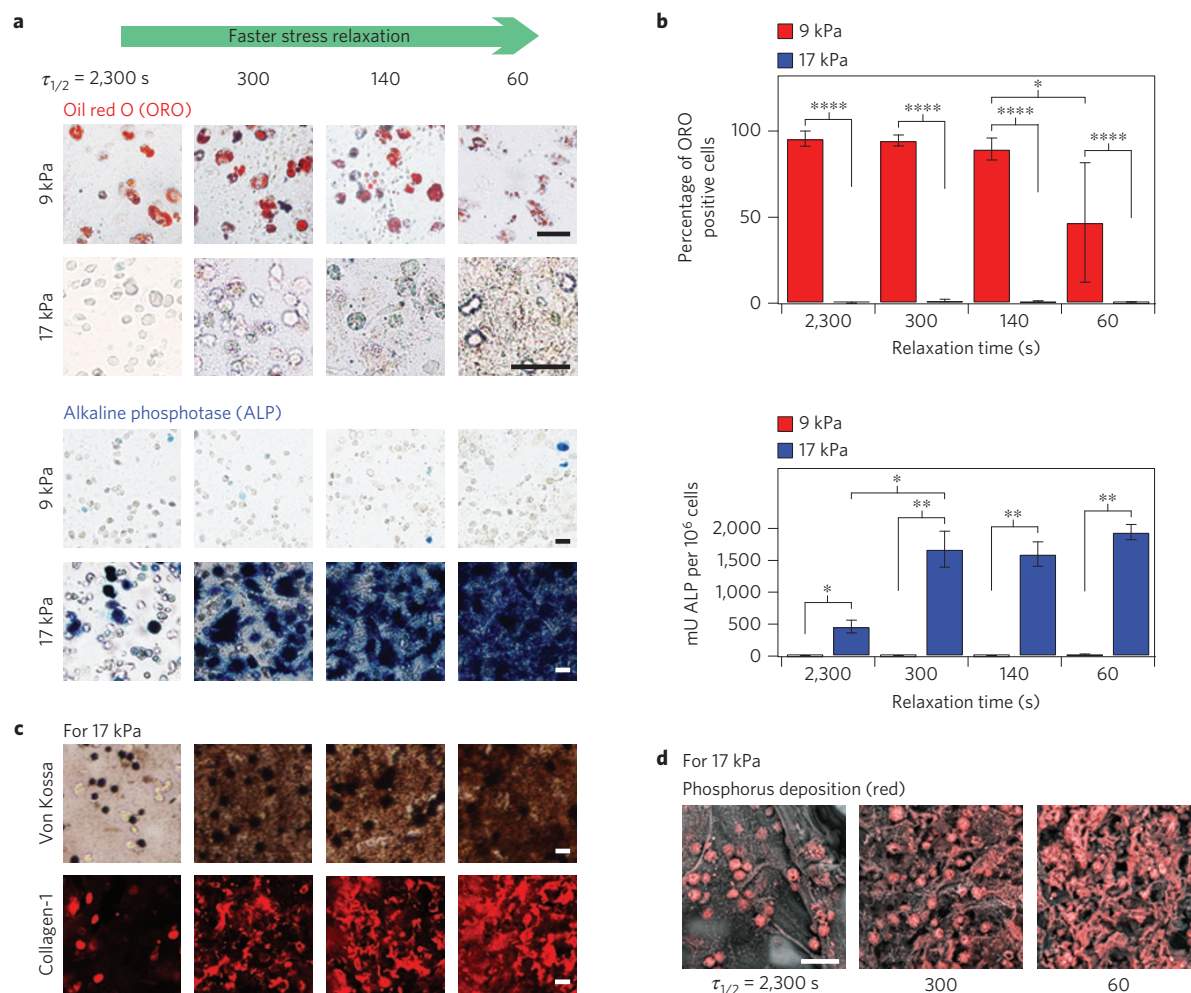 a
Faster stress relaxation
τ1/2 = 2,300 s 300 140 60
Oil red O (ORO)
9 kPa
17 kPa
Alkaline phosphotase (ALP)
9 kPa
17 kPa
b
9 kPa
17 kPa
Percentage of ORO
positive cells
100
50
0
**** **** **** * ****
2,300 300 140 60
Relaxation time (s)
9 kPa
17 kPa
mU ALP per 10⁶ cells
2,000
1,500
1,000
500
0
* * ** ** **
2,300 300 140 60
Relaxation time (s)
c
For 17 kPa
Von Kossa
Collagen-1
d
For 17 kPa
Phosphorus deposition (red)
τ1/2 = 2,300 s 300 60